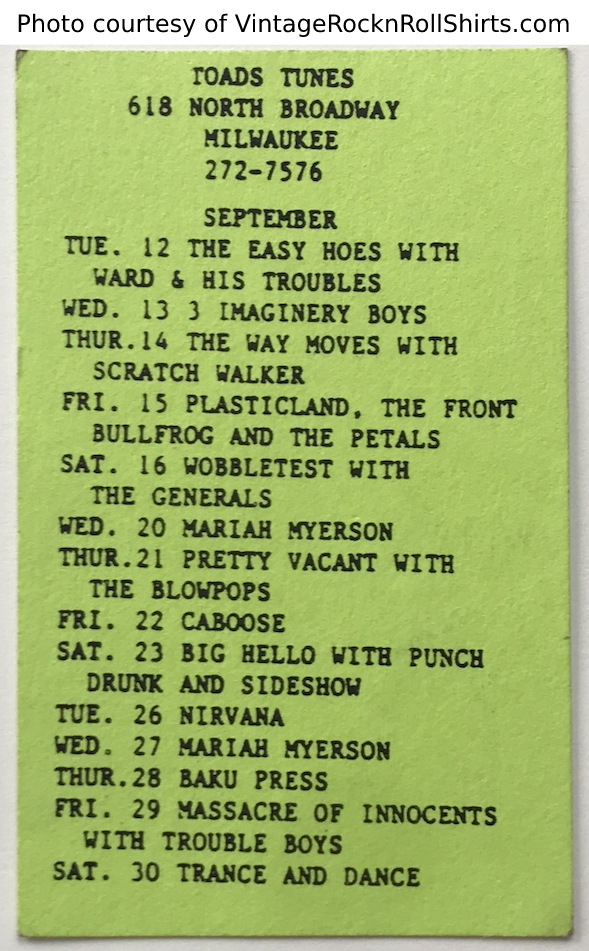 Photo courtesy of VintageRocknRollShirts.com
TOADS TUNES
618 NORTH BROADWAY
MILWAUKEE
272-7576
SEPTEMBER
TUE. 12 THE EASY HOES WITH
WARD & HIS TROUBLES
WED. 13 3 IMAGINERY BOYS
THUR.14 THE WAY MOVES WITH
SCRATCH WALKER
FRI. 15 PLASTICLAND, THE FRONT
BULLFROG AND THE PETALS
SAT. 16 WOBBLETEST WITH
THE GENERALS
WED. 20 MARIAH MYERSON
THUR.21 PRETTY VACANT WITH
THE BLOWPOPS
FRI. 22 CABOOSE
SAT. 23 BIG HELLO WITH PUNCH
DRUNK AND SIDESHOW
TUE. 26 NIRVANA
WED. 27 MARIAH MYERSON
THUR.28 BAKU PRESS
FRI. 29 MASSACRE OF INNOCENTS
WITH TROUBLE BOYS
SAT. 30 TRANCE AND DANCE